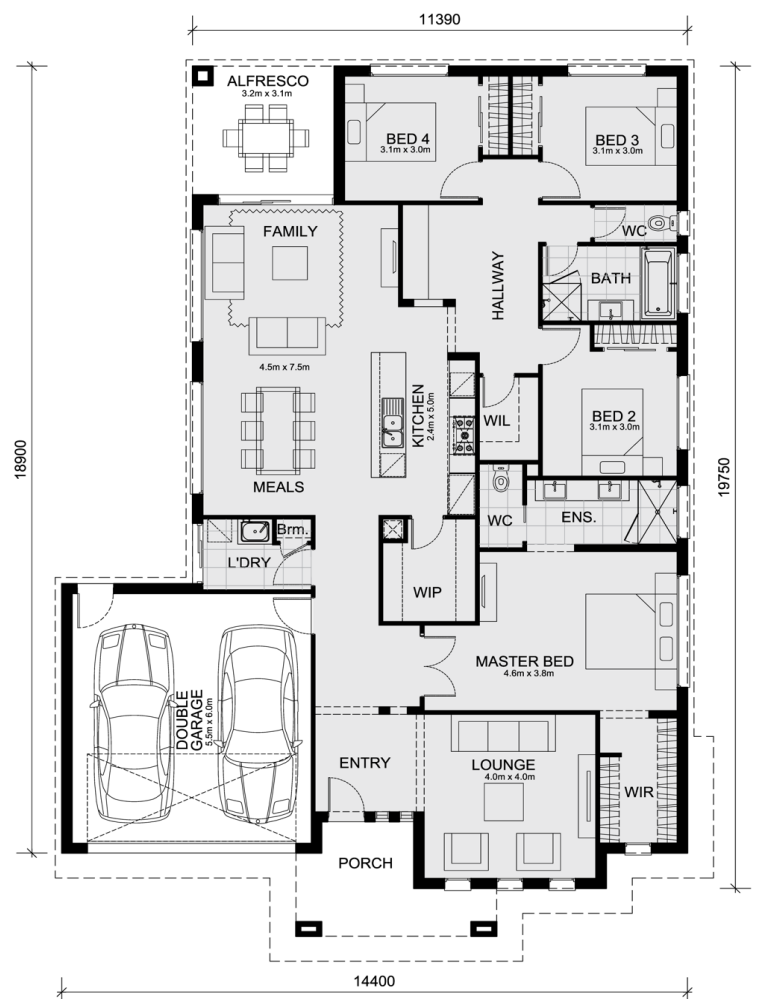 11390
ALFRESCO
3.2m x 3.1m
BED 4
3.1m x 3.0m
BED 3
3.1m x 3.0m
FAMILY
WC
HALLWAY
BATH
4.5m x 7.5m
KITCHEN
2.4m x 5.0m
WIL
BED 2
3.1m x 3.0m
18900
19750
MEALS
WC
ENS.
Brm.
L'DRY
WIP
MASTER BED
4.6m x 3.8m
DOUBLE
GARAGE
5.5m x 6.0m
ENTRY
LOUNGE
4.0m x 4.0m
WIR
PORCH
14400